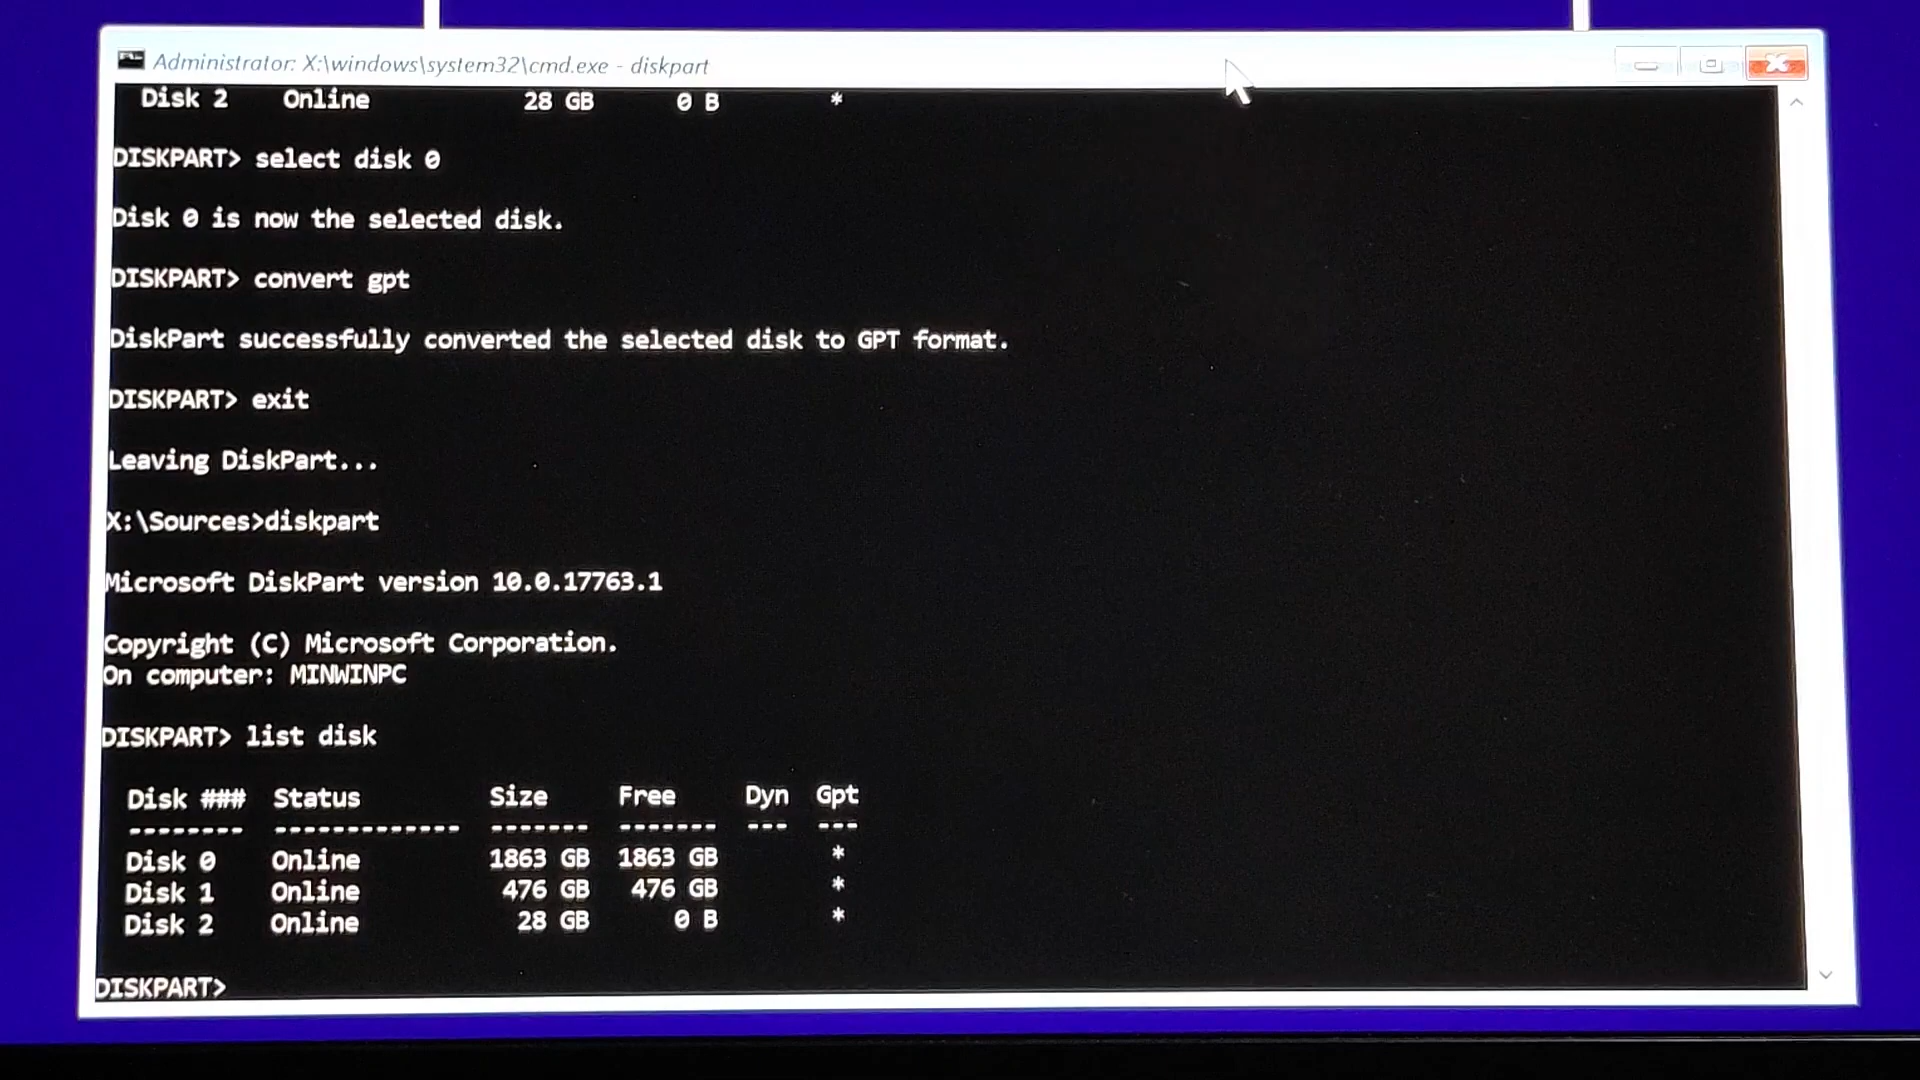 Administrator: X:\windows\system32\cmd.exe - diskpart
Disk 2 Online 28 GB 0 B *
DISKPART> select disk 0
Disk 0 is now the selected disk.
DISKPART> convert gpt
DiskPart successfully converted the selected disk to GPT format.
DISKPART> exit
Leaving DiskPart...
X:\Sources>diskpart
Microsoft DiskPart version 10.0.17763.1
Copyright (C) Microsoft Corporation.
On computer: MINWINPC
DISKPART> list disk
Disk ### Status Size Free Dyn Gpt
-------- ------------- ------- ------- --- ---
Disk 0 Online 1863 GB 1863 GB *
Disk 1 Online 476 GB 476 GB *
Disk 2 Online 28 GB 0 B *
DISKPART>